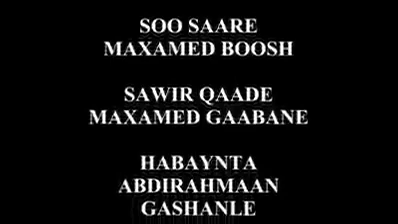 SOO SAARE
MAXAMED BOOSH
SAWIR QAADE
MAXAMED GAABANE
HABAYNTA
ABDIRAHMAAN
GASHANLE